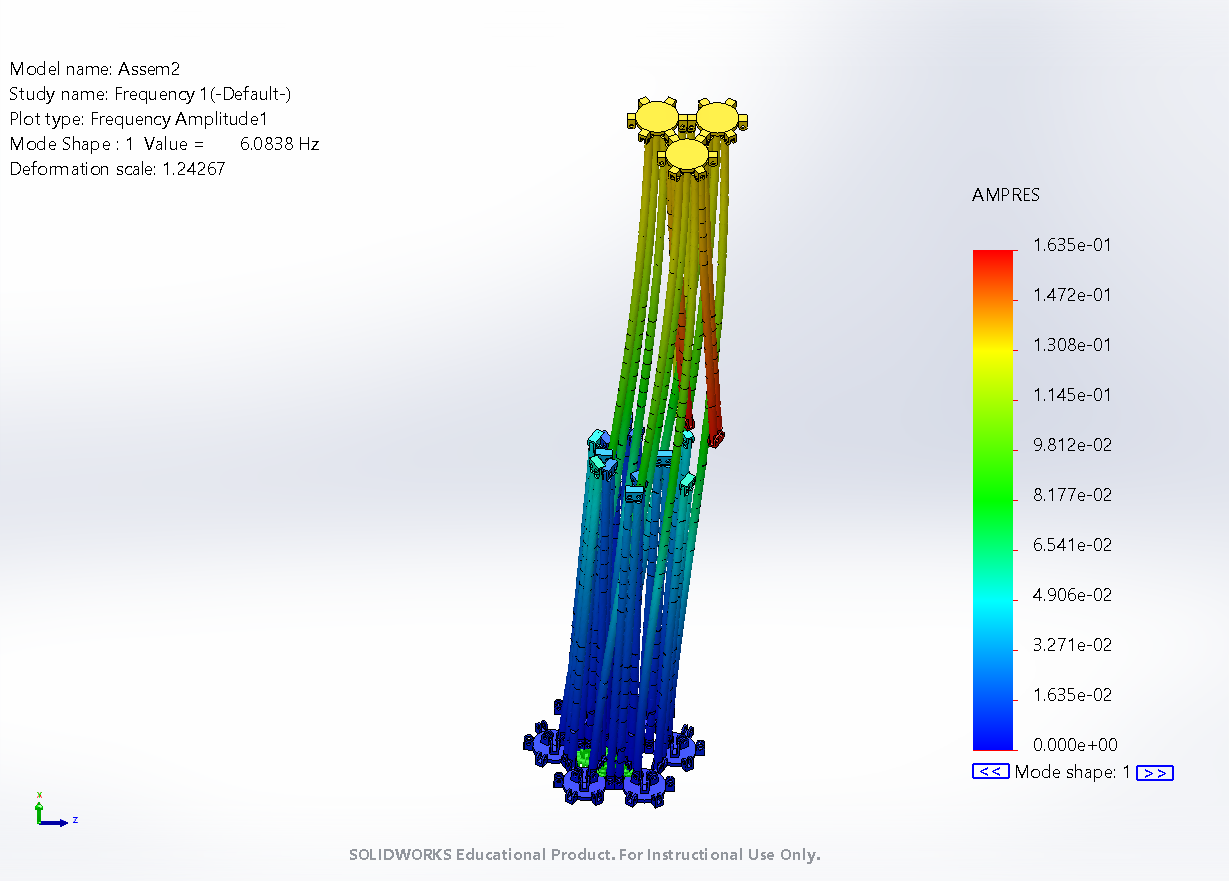 Model name: Assem2
Study name: Frequency 1(-Default-)
Plot type: Frequency Amplitude1
Mode Shape : 1 Value = 6.0838 Hz
Deformation scale: 1.24267
AMPRES
1.635e-01
1.472e-01
1.308e-01
1.145e-01
9.812e-02
8.177e-02
6.541e-02
4.906e-02
3.271e-02
1.635e-02
0.000e+00
<< Mode shape: 1 >>
x
z
SOLIDWORKS Educational Product. For Instructional Use Only.